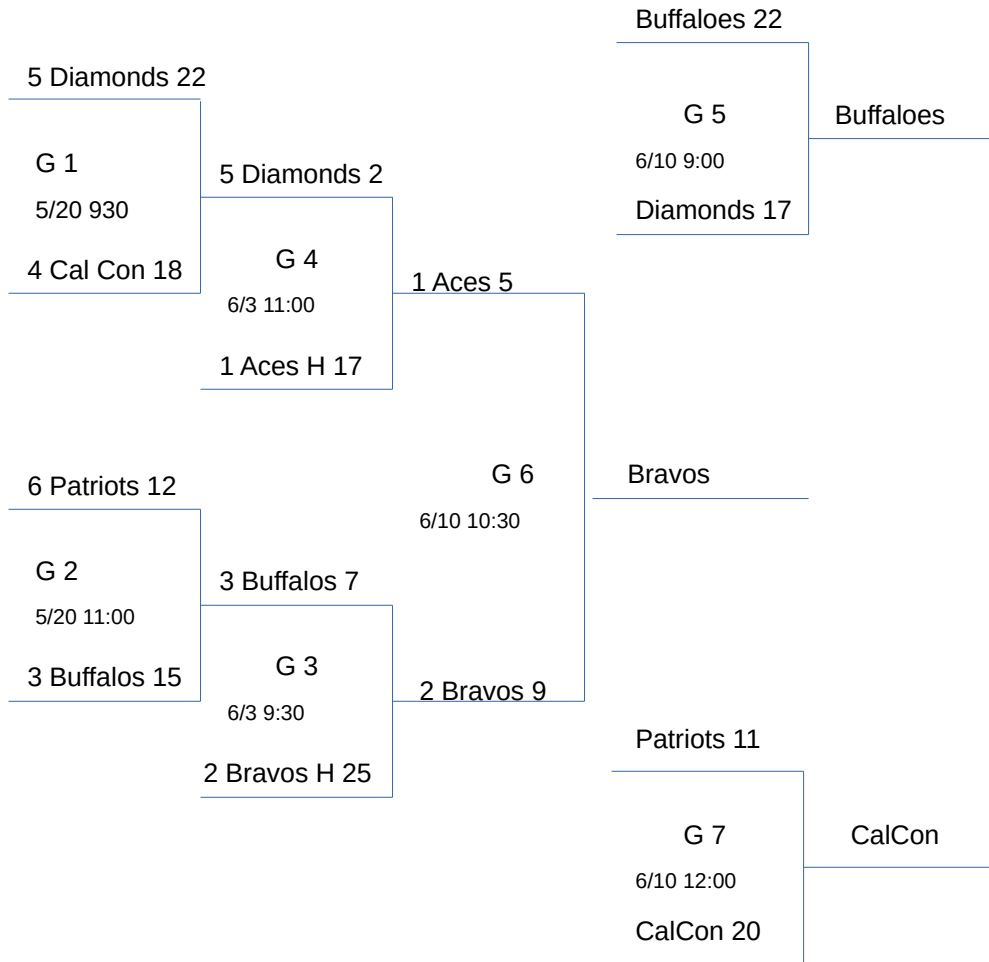 Buffaloes 22
5 Diamonds 22
G 5
Buffaloes
G 1
6/10 9:00
5 Diamonds 2
5/20 930
Diamonds 17
G 4
4 Cal Con 18
1 Aces 5
6/3 11:00
1 Aces H 17
G 6
Bravos
6 Patriots 12
6/10 10:30
G 2
3 Buffalos 7
5/20 11:00
G 3
3 Buffalos 15
2 Bravos 9
6/3 9:30
Patriots 11
2 Bravos H 25
G 7
CalCon
6/10 12:00
CalCon 20